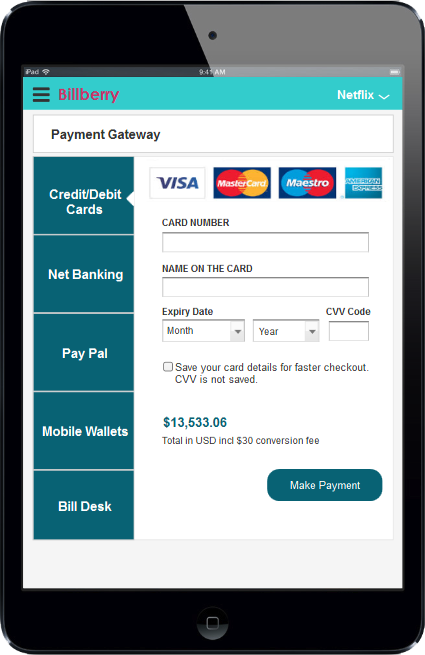 iPad 9:41 AM
Billberry Netflix
Payment Gateway
Credit/Debit
Cards
Net Banking
Pay Pal
Mobile Wallets
Bill Desk
VISA MasterCard Maestro AMERICAN EXPRESS
CARD NUMBER
NAME ON THE CARD
Expiry Date CVV Code
Month Year
Save your card details for faster checkout.
CVV is not saved.
$13,533.06
Total in USD incl $30 conversion fee
Make Payment